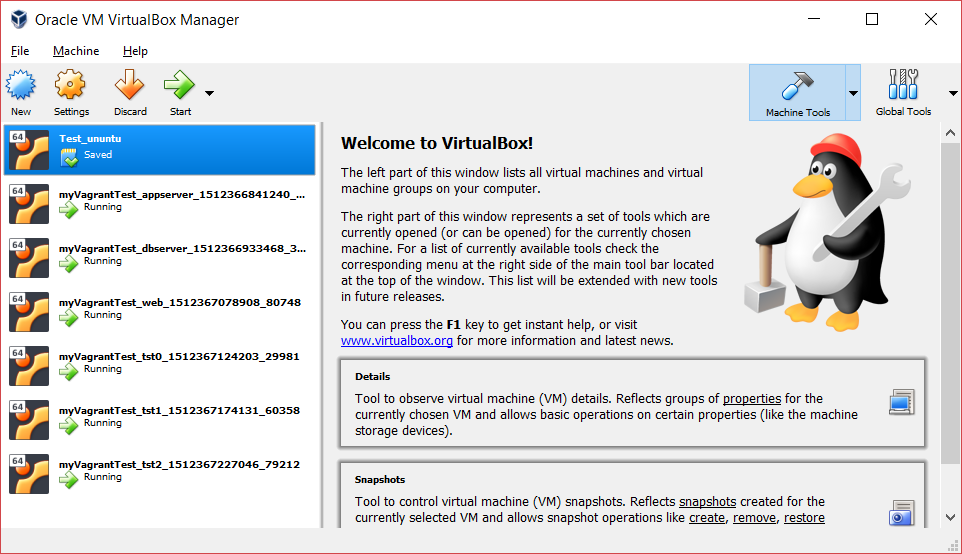 Oracle VM VirtualBox Manager
File Machine Help
New Settings Discard Start Machine Tools Global Tools
64 Test_ununtu
Saved
64 myVagrantTest_appserver_1512366841240_...
Running
64 myVagrantTest_dbserver_1512366933468_3...
Running
64 myVagrantTest_web_1512367078908_80748
Running
64 myVagrantTest_tst0_1512367124203_29981
Running
64 myVagrantTest_tst1_1512367174131_60358
Running
64 myVagrantTest_tst2_1512367227046_79212
Running
Welcome to VirtualBox!
The left part of this window lists all virtual machines and virtual
machine groups on your computer.
The right part of this window represents a set of tools which are
currently opened (or can be opened) for the currently chosen
machine. For a list of currently available tools check the
corresponding menu at the right side of the main tool bar located
at the top of the window. This list will be extended with new tools
in future releases.
You can press the F1 key to get instant help, or visit
www.virtualbox.org for more information and latest news.
Details
Tool to observe virtual machine (VM) details. Reflects groups of properties for the
currently chosen VM and allows basic operations on certain properties (like the machine
storage devices).
Snapshots
Tool to control virtual machine (VM) snapshots. Reflects snapshots created for the
currently selected VM and allows snapshot operations like create, remove, restore